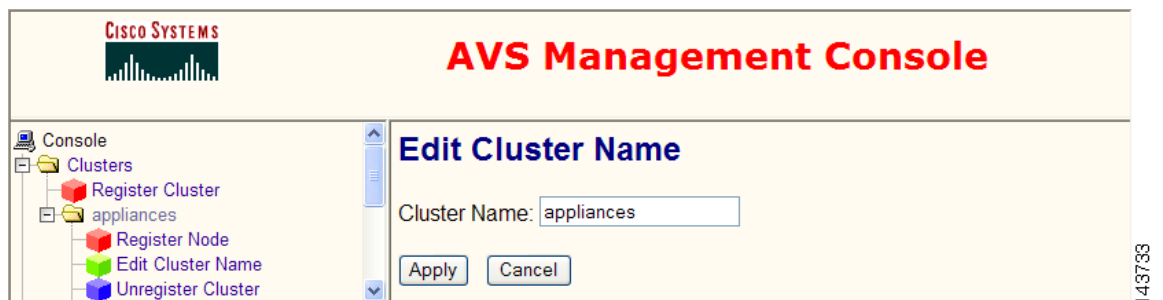 CISCO SYSTEMS
AVS Management Console
Console
Clusters
Register Cluster
appliances
Register Node
Edit Cluster Name
Unregister Cluster
Edit Cluster Name
Cluster Name: appliances
Apply Cancel
143733